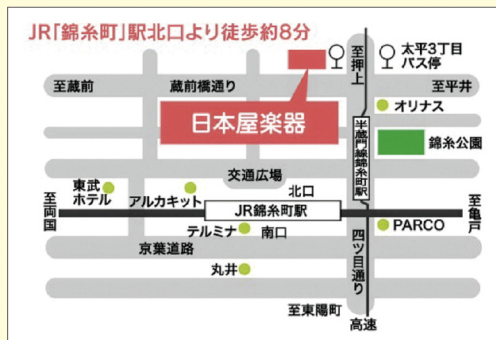 JR「錦糸町」駅北口より徒歩約8分
至押上
太平3丁目
バス停
至蔵前
蔵前橋通り
至平井
オリナス
日本屋楽器
半蔵門線錦糸町駅
錦糸公園
交通広場
北口
東武
ホテル
アルカキット
至両国
JR錦糸町駅
至亀戸
テルミナ
南口
PARCO
京葉道路
四ツ目通り
丸井
至東陽町
高速